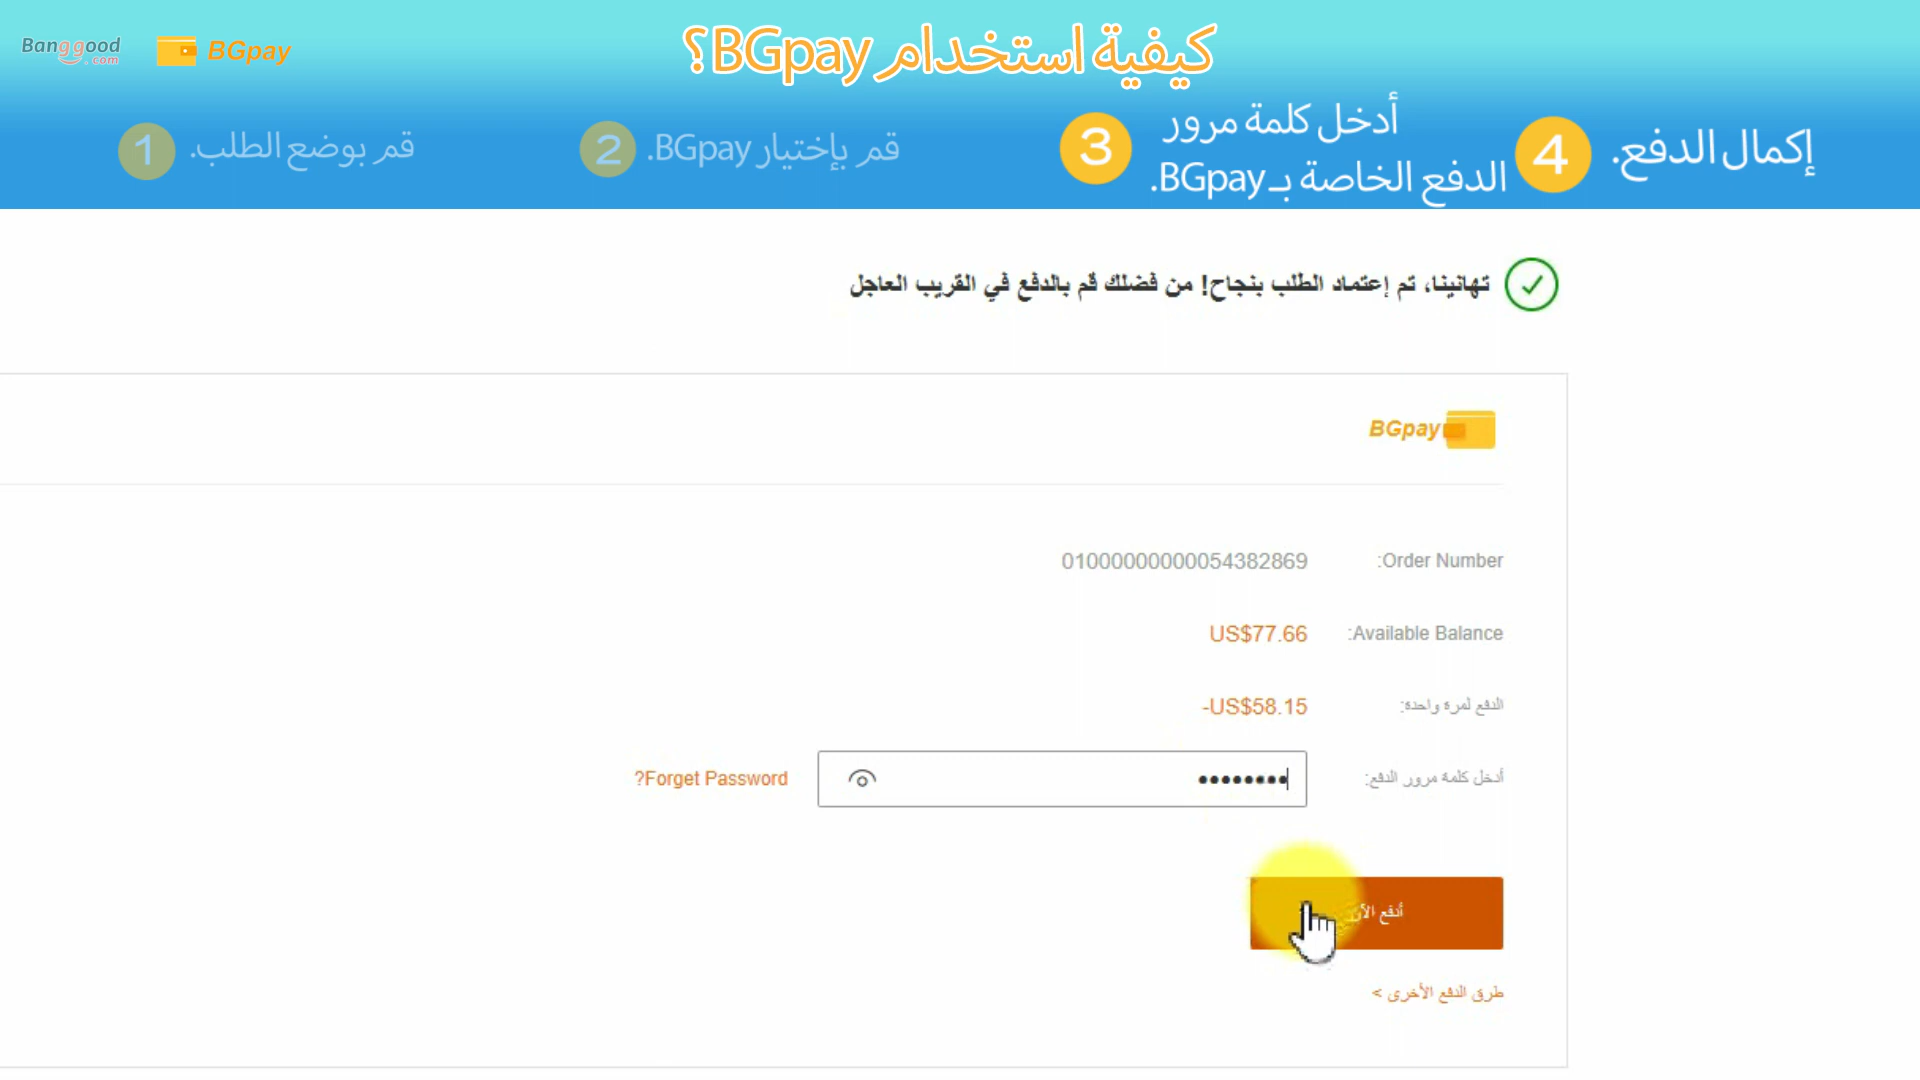 Banggood
.com
BGpay
كيفية استخدام BGpay؟
1 قم بوضع الطلب.
2 قم بإختيار BGpay.
3 أدخل كلمة مرور
الدفع الخاصة بـ BGpay.
4 إكمال الدفع.
تهانينا، تم إعتماد الطلب بنجاح! من فضلك قم بالدفع في القريب العاجل
BGpay
Order Number: 01000000000054382869
Available Balance: US$77.66
الدفع لمرة واحدة: -US$58.15
أدخل كلمة مرور الدفع: ••••••••
Forget Password?
أدفع الآن
طرق الدفع الأخرى >